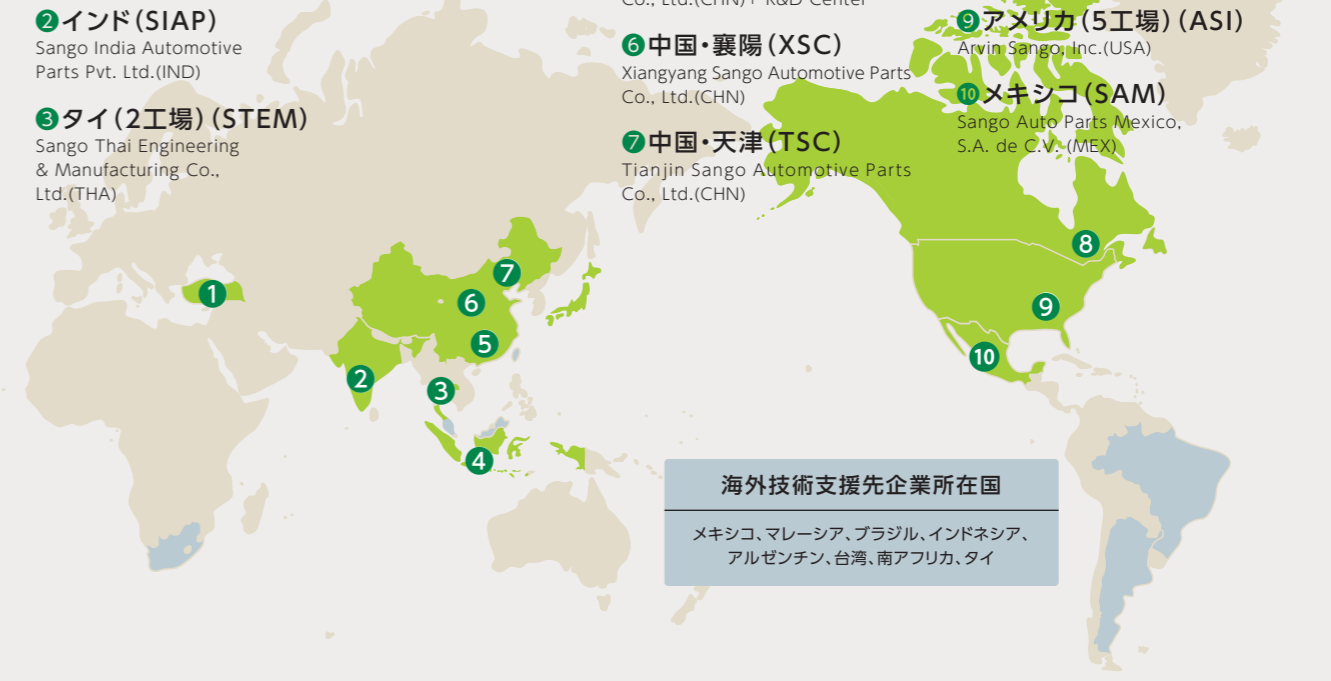 ❷インド（SIAP）
Sango India Automotive
Parts Pvt. Ltd.(IND)
❸タイ（2工場）（STEM）
Sango Thai Engineering
& Manufacturing Co.,
Ltd.(THA)
Co., Ltd.(CHN)+ R&D Center
❻中国・襄陽（XSC）
Xiangyang Sango Automotive Parts
Co., Ltd.(CHN)
❼中国・天津（TSC）
Tianjin Sango Automotive Parts
Co., Ltd.(CHN)
❾アメリカ（5工場）（ASI）
Arvin Sango, Inc.(USA)
❿メキシコ（SAM）
Sango Auto Parts Mexico,
S.A. de C.V. (MEX)
1
2
3
4
5
6
7
8
9
10
海外技術支援先企業所在国
メキシコ、マレーシア、ブラジル、インドネシア、
アルゼンチン、台湾、南アフリカ、タイ